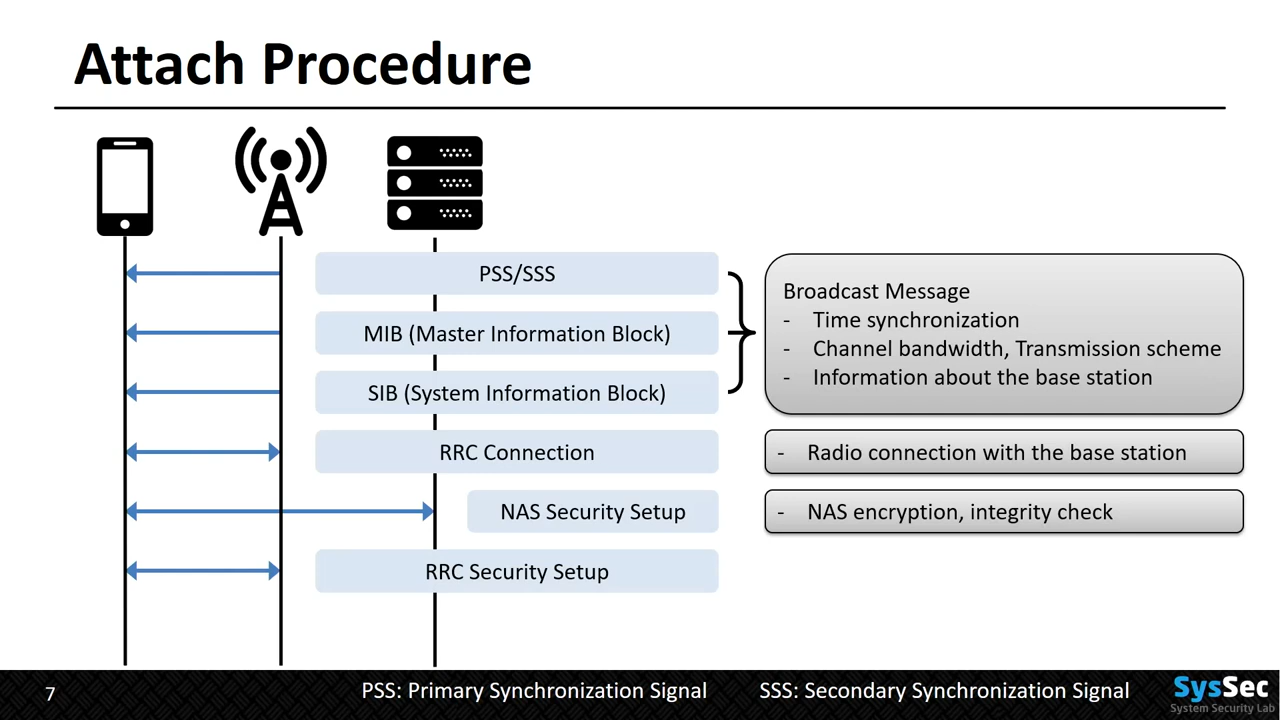 Attach Procedure
PSS/SSS
MIB (Master Information Block)
SIB (System Information Block)
RRC Connection
NAS Security Setup
RRC Security Setup
Broadcast Message
- Time synchronization
- Channel bandwidth, Transmission scheme
- Information about the base station
- Radio connection with the base station
- NAS encryption, integrity check
7
PSS: Primary Synchronization Signal
SSS: Secondary Synchronization Signal
SysSec
System Security Lab